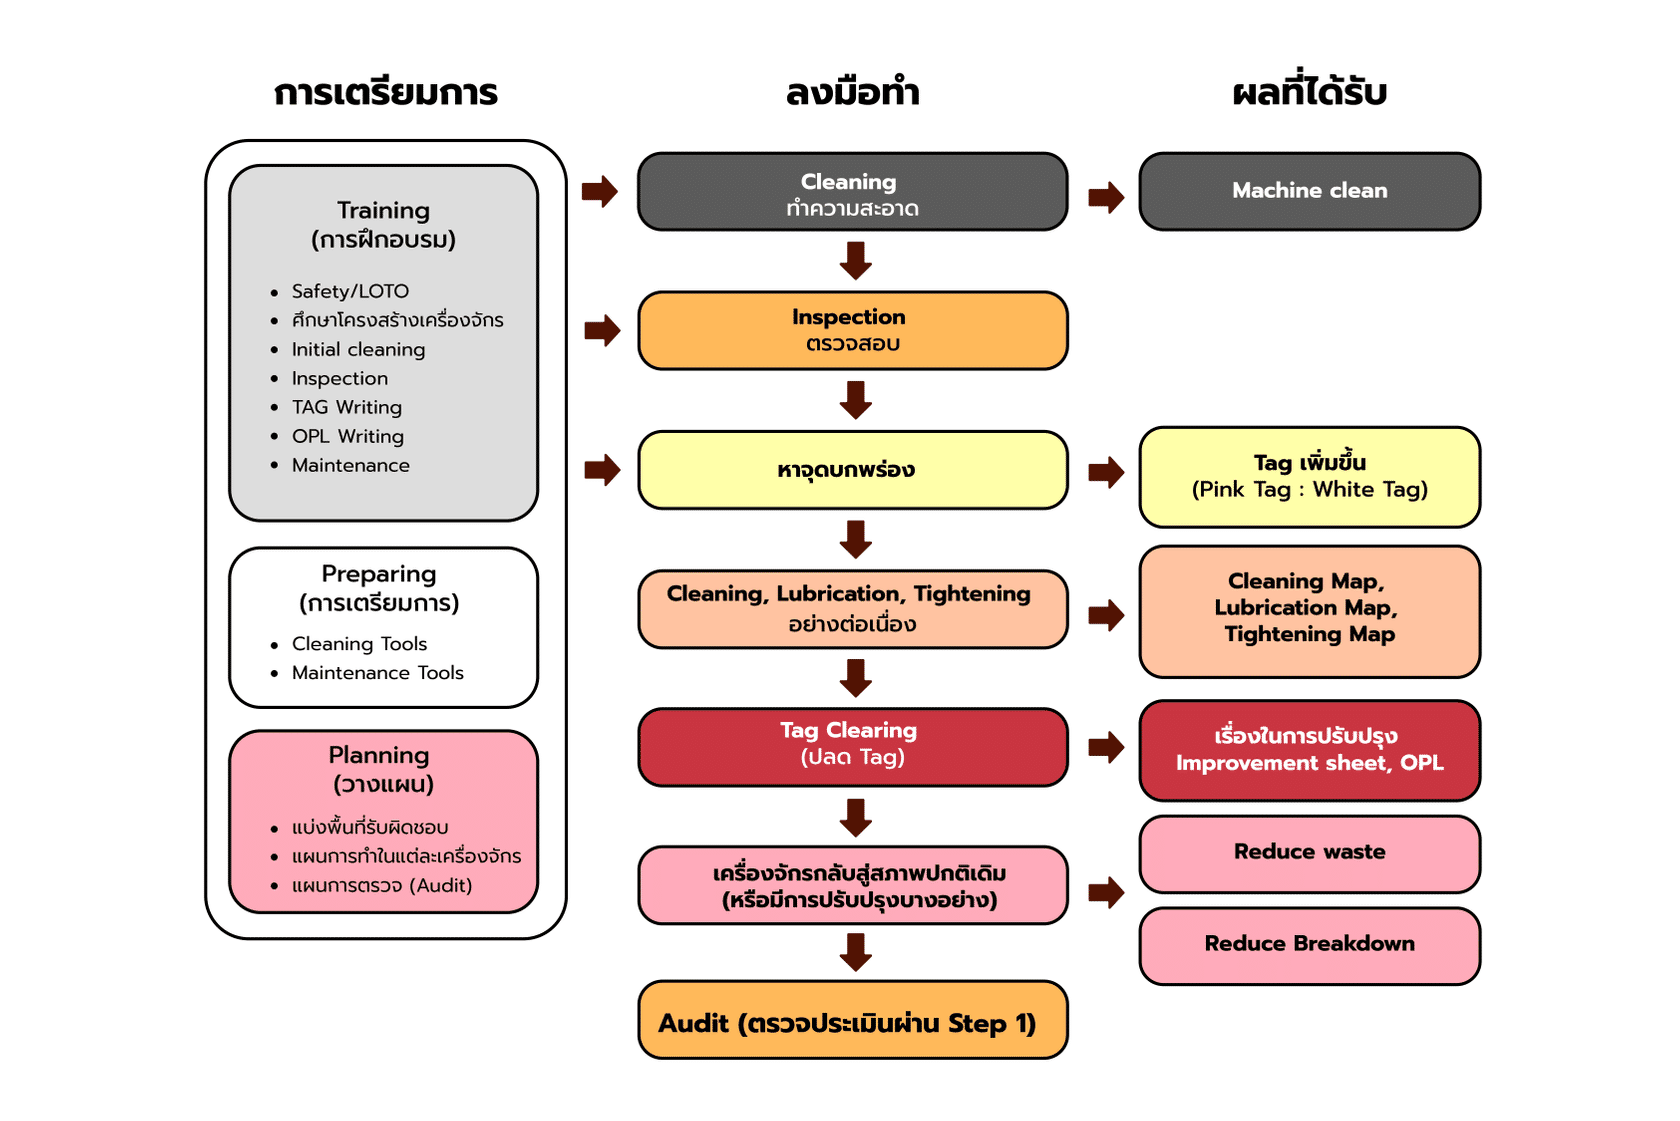 การเตรียมการ
Training
(การฝึกอบรม)
Safety/LOTO
ศึกษาโครงสร้างเครื่องจักร
Initial cleaning
Inspection
TAG Writing
OPL Writing
Maintenance
Preparing
(การเตรียมการ)
Cleaning Tools
Maintenance Tools
Planning
(วางแผน)
แบ่งพื้นที่รับผิดชอบ
แผนการทำในแต่ละเครื่องจักร
แผนการตรวจ (Audit)
ลงมือทำ
Cleaning
ทำความสะอาด
Inspection
ตรวจสอบ
หาจุดบกพร่อง
Cleaning, Lubrication, Tightening
อย่างต่อเนื่อง
Tag Clearing
(ปลด Tag)
เครื่องจักรกลับสู่สภาพปกติเดิม
(หรือมีการปรับปรุงบางอย่าง)
Audit (ตรวจประเมินผ่าน Step 1)
ผลที่ได้รับ
Machine clean
Tag เพิ่มขึ้น
(Pink Tag : White Tag)
Cleaning Map,
Lubrication Map,
Tightening Map
เรื่องในการปรับปรุง
Improvement sheet, OPL
Reduce waste
Reduce Breakdown